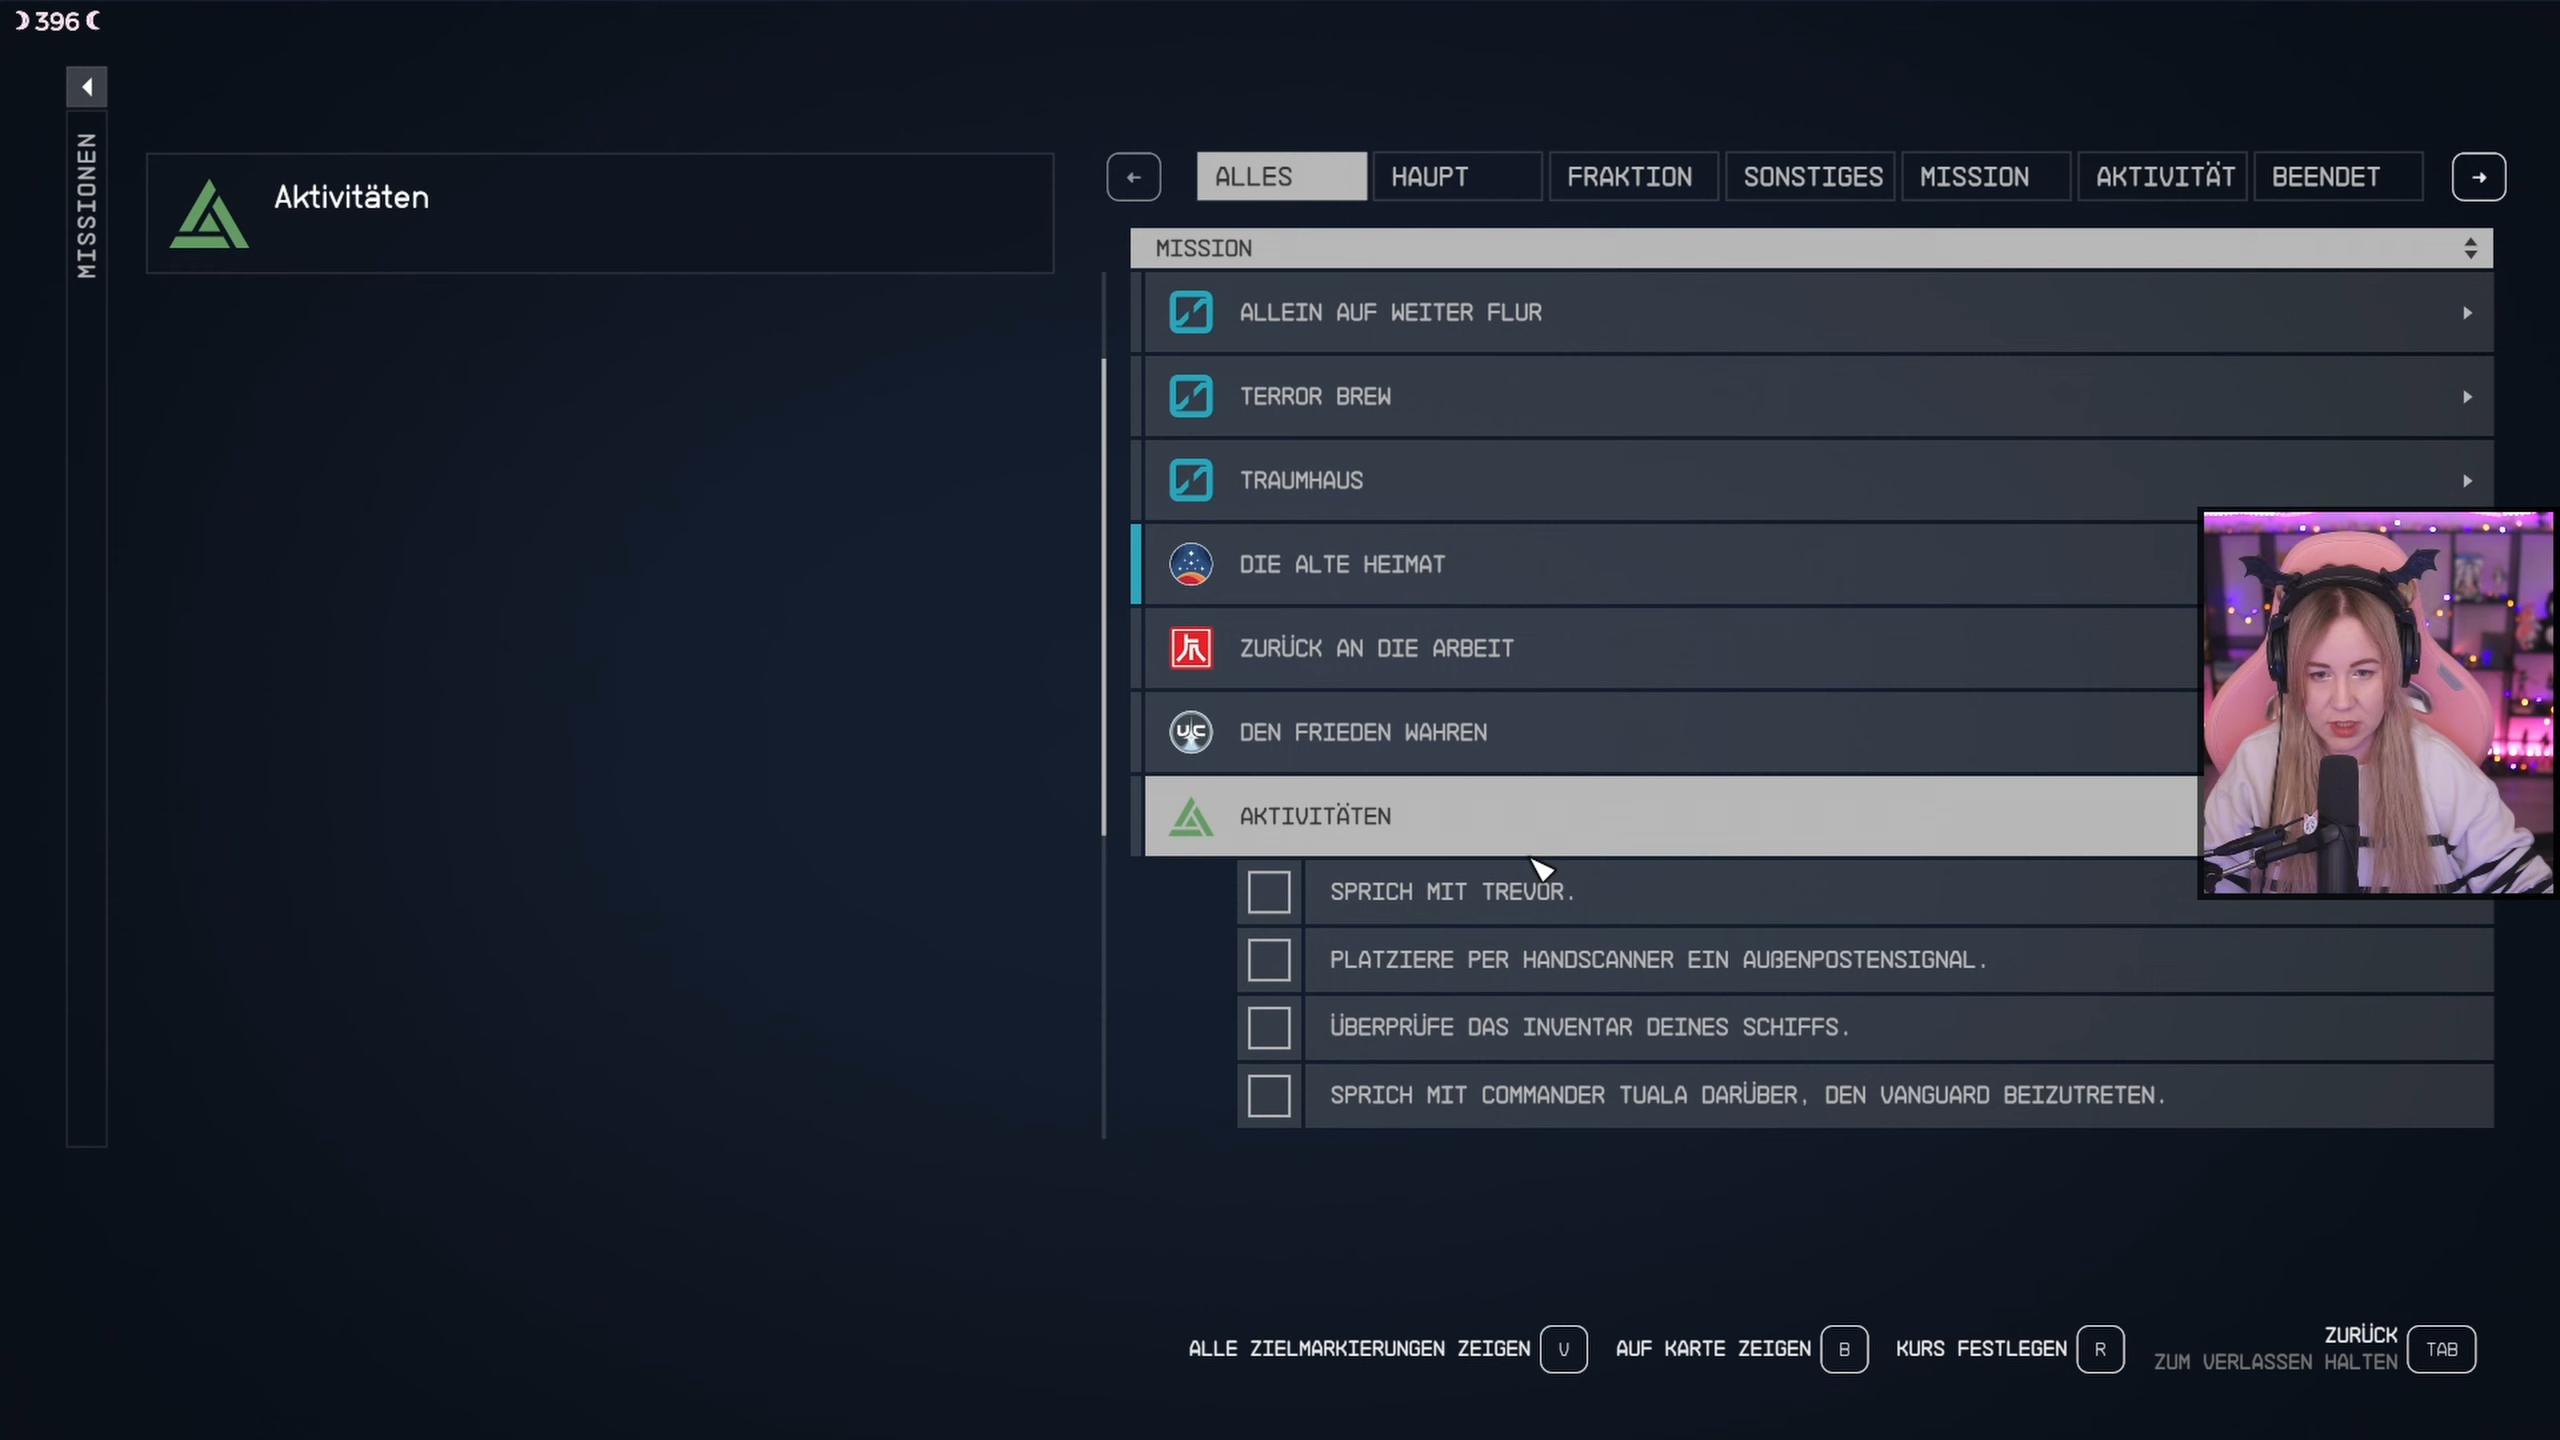 396
MISSIONEN
Aktivitäten
ALLES HAUPT FRAKTION SONSTIGES MISSION AKTIVITÄT BEENDET
MISSION
ALLEIN AUF WEITER FLUR
TERROR BREW
TRAUMHAUS
DIE ALTE HEIMAT
ZURÜCK AN DIE ARBEIT
UC
DEN FRIEDEN WAHREN
AKTIVITÄTEN
SPRICH MIT TREVOR.
PLATZIERE PER HANDSCANNER EIN AUßENPOSTENSIGNAL.
ÜBERPRÜFE DAS INVENTAR DEINES SCHIFFS.
SPRICH MIT COMMANDER TUALA DARÜBER, DEN VANGUARD BEIZUTRETEN.
ALLE ZIELMARKIERUNGEN ZEIGEN V AUF KARTE ZEIGEN B KURS FESTLEGEN R ZURÜCK TAB
ZUM VERLASSEN HALTEN